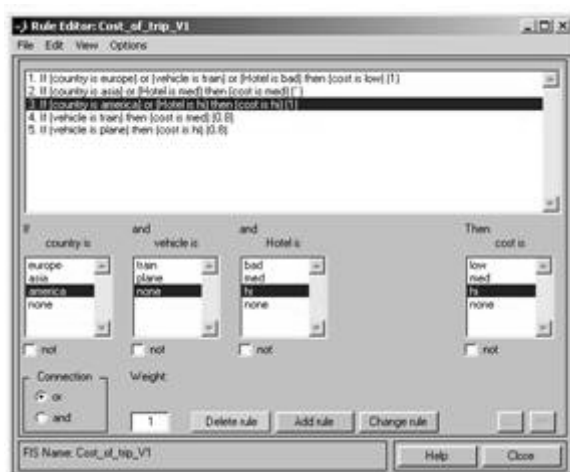 Rule Editor: Cost_of_trip_V1
File Edit View Options
1. If (country is europe) or (vehicle is train) or (Hotel is bad) then (cost is low) (1)
2. If (country is asia) or (Hotel is med) then (cost is med)
3. If (country is america) or (Hotel is hi) then (cost is hi) (1)
4. If (vehicle is train) then (cost is med) (0.8)
5. If (vehicle is plane) then (cost is hi) (0.8)
If and and Then
country is vehicle is Hotel is cost is
europe train bad low
asia plane med med
america none hi hi
none none none
not not not not
Connection Weight:
or
and 1 Delete rule Add rule Change rule
FIS Name: Cost_of_trip_V1 Help Close